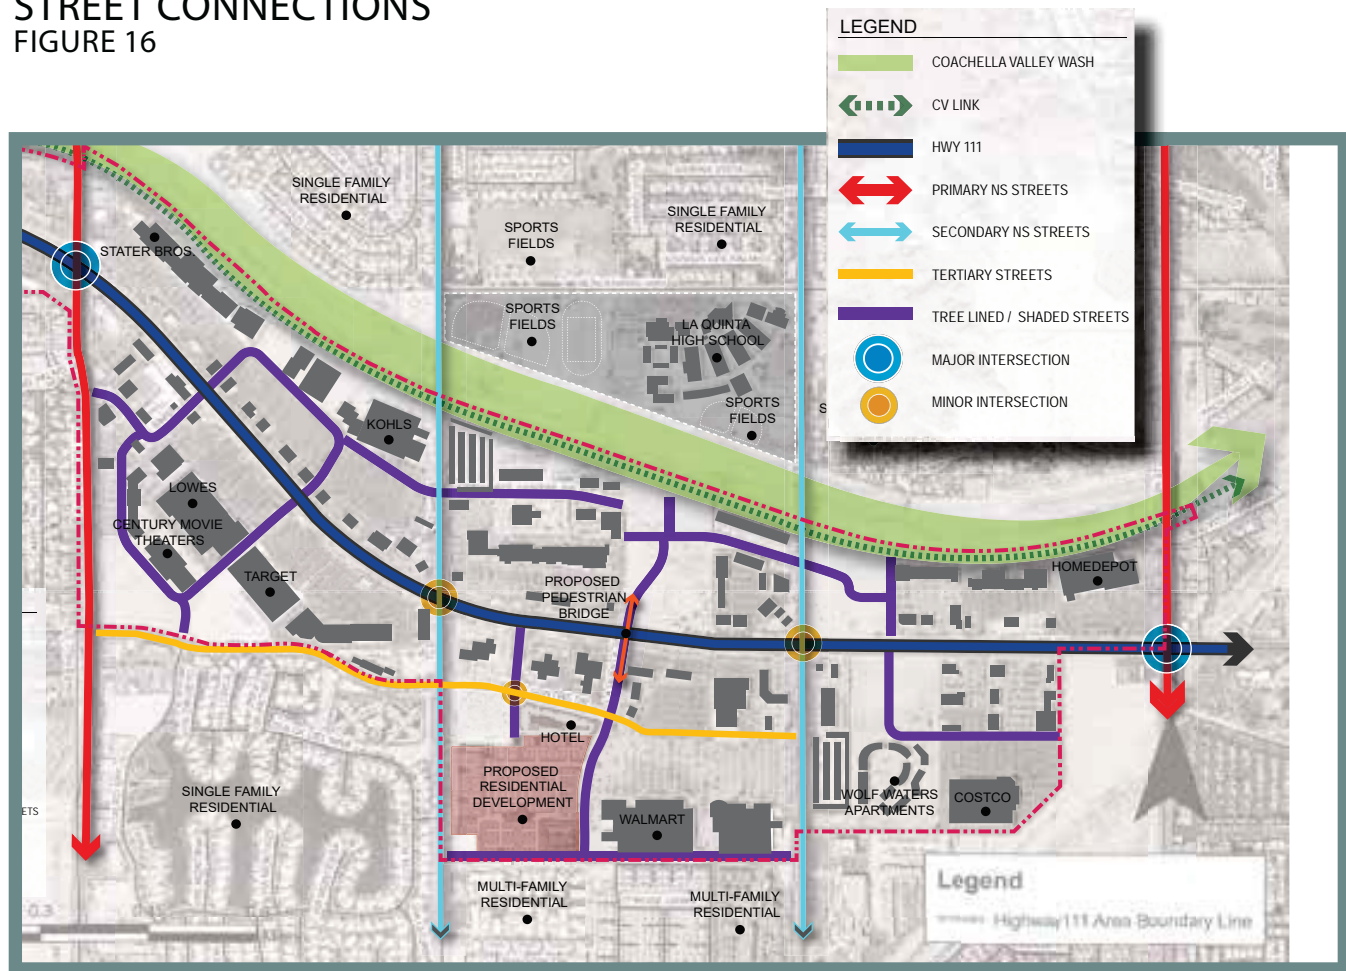 STREET CONNECTIONS
FIGURE 16
LEGEND
COACHELLA VALLEY WASH
CV LINK
HWY 111
PRIMARY NS STREETS
SECONDARY NS STREETS
TERTIARY STREETS
TREE LINED / SHADED STREETS
MAJOR INTERSECTION
MINOR INTERSECTION
SINGLE FAMILY
RESIDENTIAL
SPORTS
FIELDS
SINGLE FAMILY
RESIDENTIAL
STATER BROS.
SPORTS
FIELDS
LA QUINTA
HIGH SCHOOL
SPORTS
FIELDS
S
KOHLS
LOWES
CENTURY MOVIE
THEATERS
TARGET
PROPOSED
PEDESTRIAN
BRIDGE
HOMEDEPOT
HOTEL
PROPOSED
RESIDENTIAL
DEVELOPMENT
SINGLE FAMILY
RESIDENTIAL
WALMART
WOLF WATERS
APARTMENTS
COSTCO
ETS
MULTI-FAMILY
RESIDENTIAL
MULTI-FAMILY
RESIDENTIAL
Legend
Highway111 Area Boundary Line
0.3